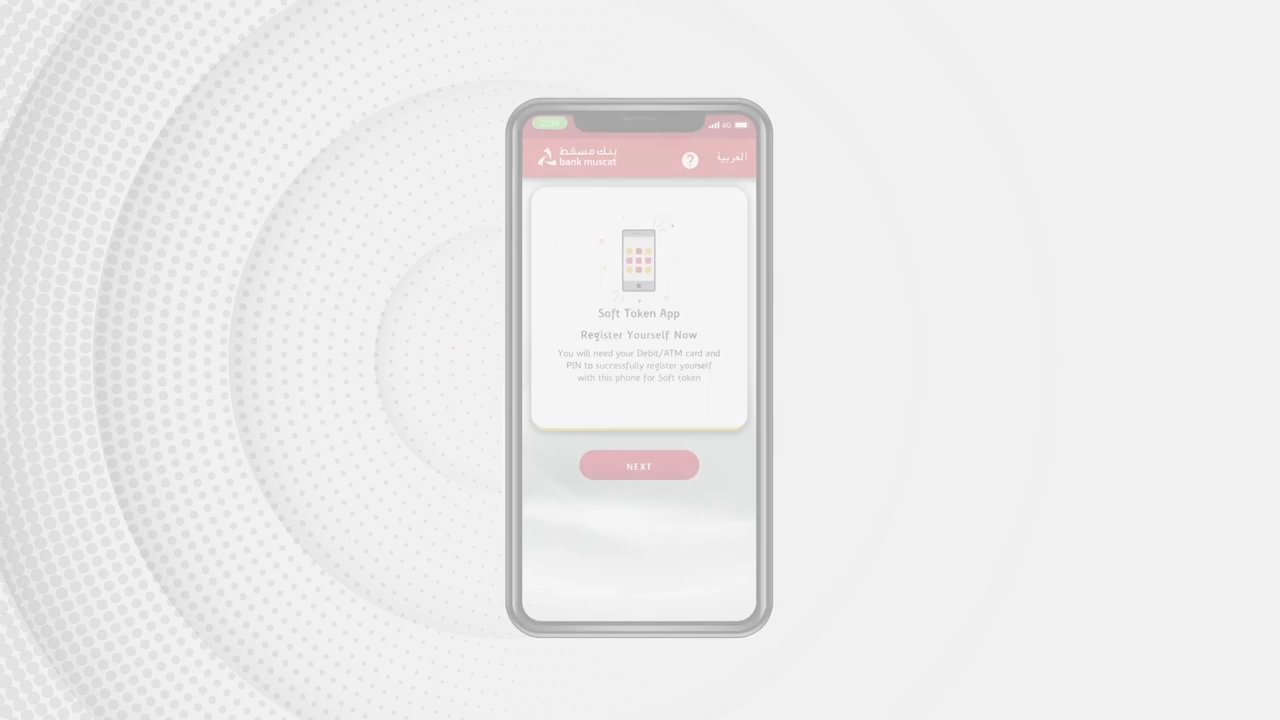 4G
بنك مسقط
bank muscat
?
العربية
Soft Token App
Register Yourself Now
You will need your Debit/ATM card and
PIN to successfully register yourself
with this phone for Soft token
NEXT